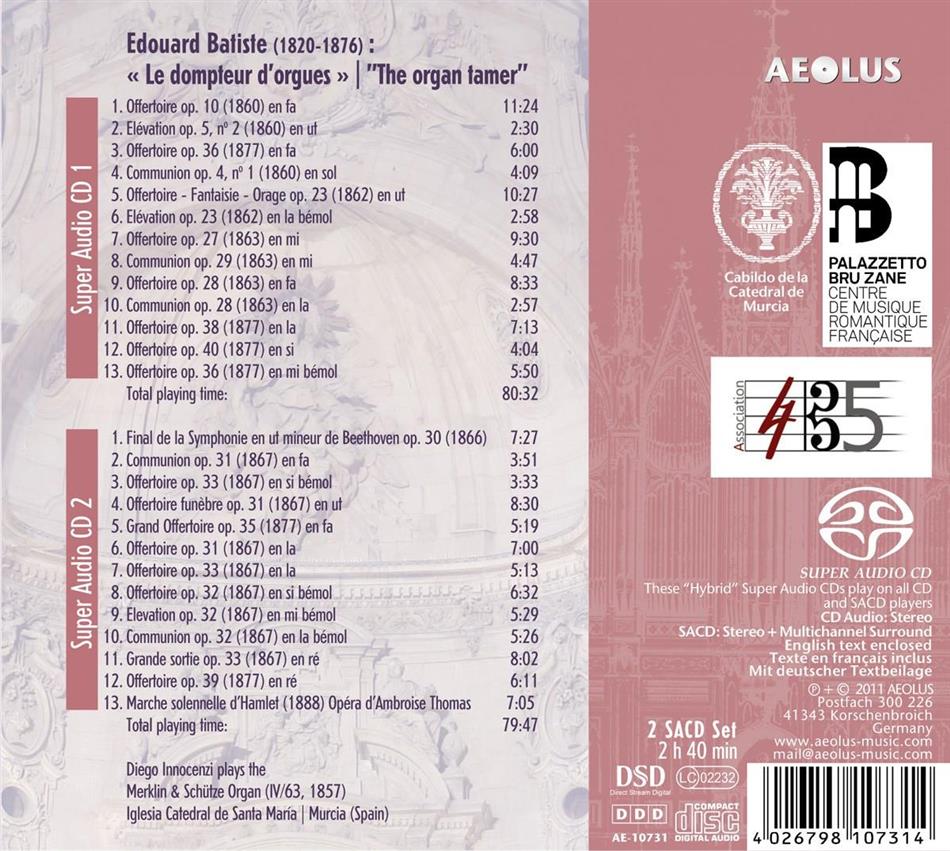 Edouard Batiste (1820-1876) :
« Le dompteur d'orgues » | "The organ tamer"
Super Audio CD 1
1. Offertoire op. 10 (1860) en fa 11:24
2. Elévation op. 5, nº 2 (1860) en ut 2:30
3. Offertoire op. 36 (1877) en fa 6:00
4. Communion op. 4, nº 1 (1860) en sol 4:09
5. Offertoire - Fantaisie - Orage op. 23 (1862) en ut 10:27
6. Elévation op. 23 (1862) en la bémol 2:58
7. Offertoire op. 27 (1863) en mi 9:30
8. Communion op. 29 (1863) en mi 4:47
9. Offertoire op. 28 (1863) en fa 8:33
10. Communion op. 28 (1863) en la 2:57
11. Offertoire op. 38 (1877) en la 7:13
12. Offertoire op. 40 (1877) en si 4:04
13. Offertoire op. 36 (1877) en mi bémol 5:50
Total playing time: 80:32
Super Audio CD 2
1. Final de la Symphonie en ut mineur de Beethoven op. 30 (1866) 7:27
2. Communion op. 31 (1867) en fa 3:51
3. Offertoire op. 33 (1867) en si bémol 3:33
4. Offertoire funèbre op. 31 (1867) en ut 8:30
5. Grand Offertoire op. 35 (1877) en fa 5:19
6. Offertoire op. 31 (1867) en la 7:00
7. Offertoire op. 33 (1867) en la 5:13
8. Offertoire op. 32 (1867) en si bémol 6:32
9. Elevation op. 32 (1867) en mi bémol 5:29
10. Communion op. 32 (1867) en la bémol 5:26
11. Grande sortie op. 33 (1867) en ré 8:02
12. Offertoire op. 39 (1877) en ré 6:11
13. Marche solennelle d'Hamlet (1888) Opéra d'Ambroise Thomas 7:05
Total playing time: 79:47
Diego Innocenzi plays the
Merklin & Schütze Organ (IV/63, 1857)
Iglesia Catedral de Santa María | Murcia (Spain)
AEOLUS
Cabildo de la
Catedral de
Murcia
PALAZZETTO
BRU ZANE
CENTRE
DE MUSIQUE
ROMANTIQUE
FRANÇAISE
Association
435
SUPER AUDIO CD
These "Hybrid" Super Audio CDs play on all CD
and SACD players
CD Audio: Stereo
SACD: Stereo + Multichannel Surround
English text enclosed
Texte en français inclus
Mit deutscher Textbeilage
℗ + © 2011 AEOLUS
Postfach 300 226
41343 Korschenbroich
Germany
www.aeolus-music.com
mail@aeolus-music.com
2 SACD Set
2 h 40 min
DSD
Direct Stream Digital
LC 02232
DDD
COMPACT
disc
DIGITAL AUDIO
AE-10731
4 026798 107314